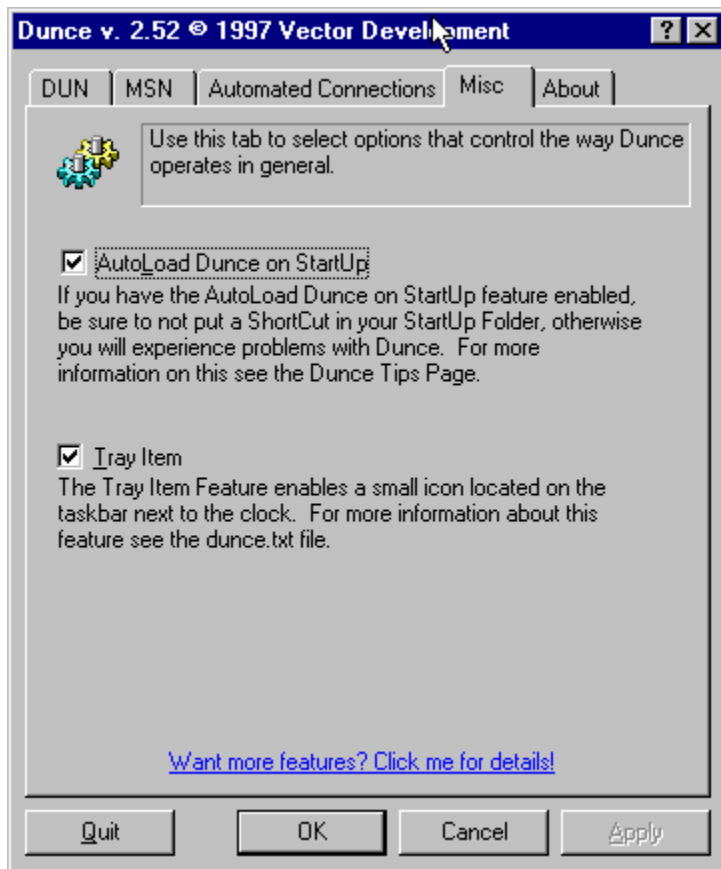 Dunce v. 2.52 © 1997 Vector Development
DUN MSN Automated Connections Misc About
Use this tab to select options that control the way Dunce
operates in general.
AutoLoad Dunce on StartUp
If you have the AutoLoad Dunce on StartUp feature enabled,
be sure to not put a ShortCut in your StartUp Folder, otherwise
you will experience problems with Dunce. For more
information on this see the Dunce Tips Page.
Tray Item
The Tray Item Feature enables a small icon located on the
taskbar next to the clock. For more information about this
feature see the dunce.txt file.
Want more features? Click me for details!
Quit OK Cancel Apply